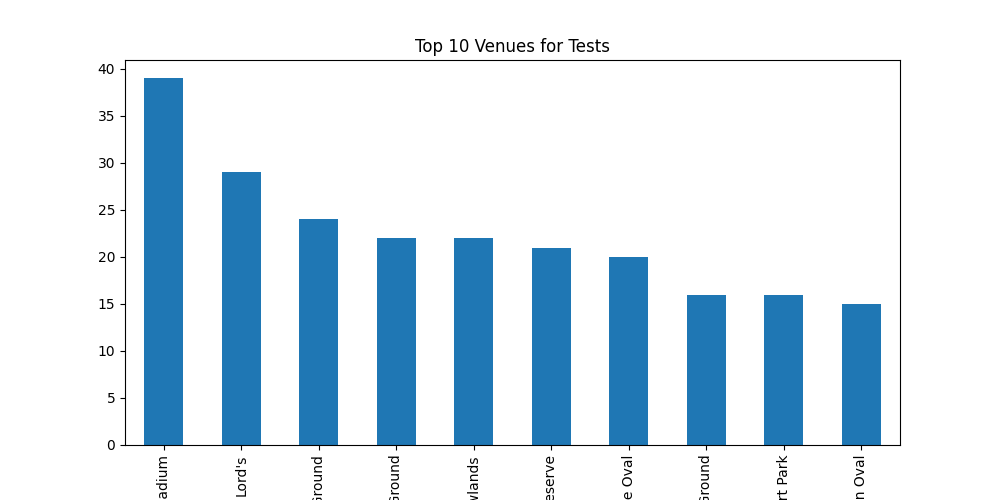 Top 10 Venues for Tests
40
35
30
25
20
15
10
5
0
adium
Lord's
Ground
Ground
wlands
eserve
e Oval
Ground
rt Park
n Oval